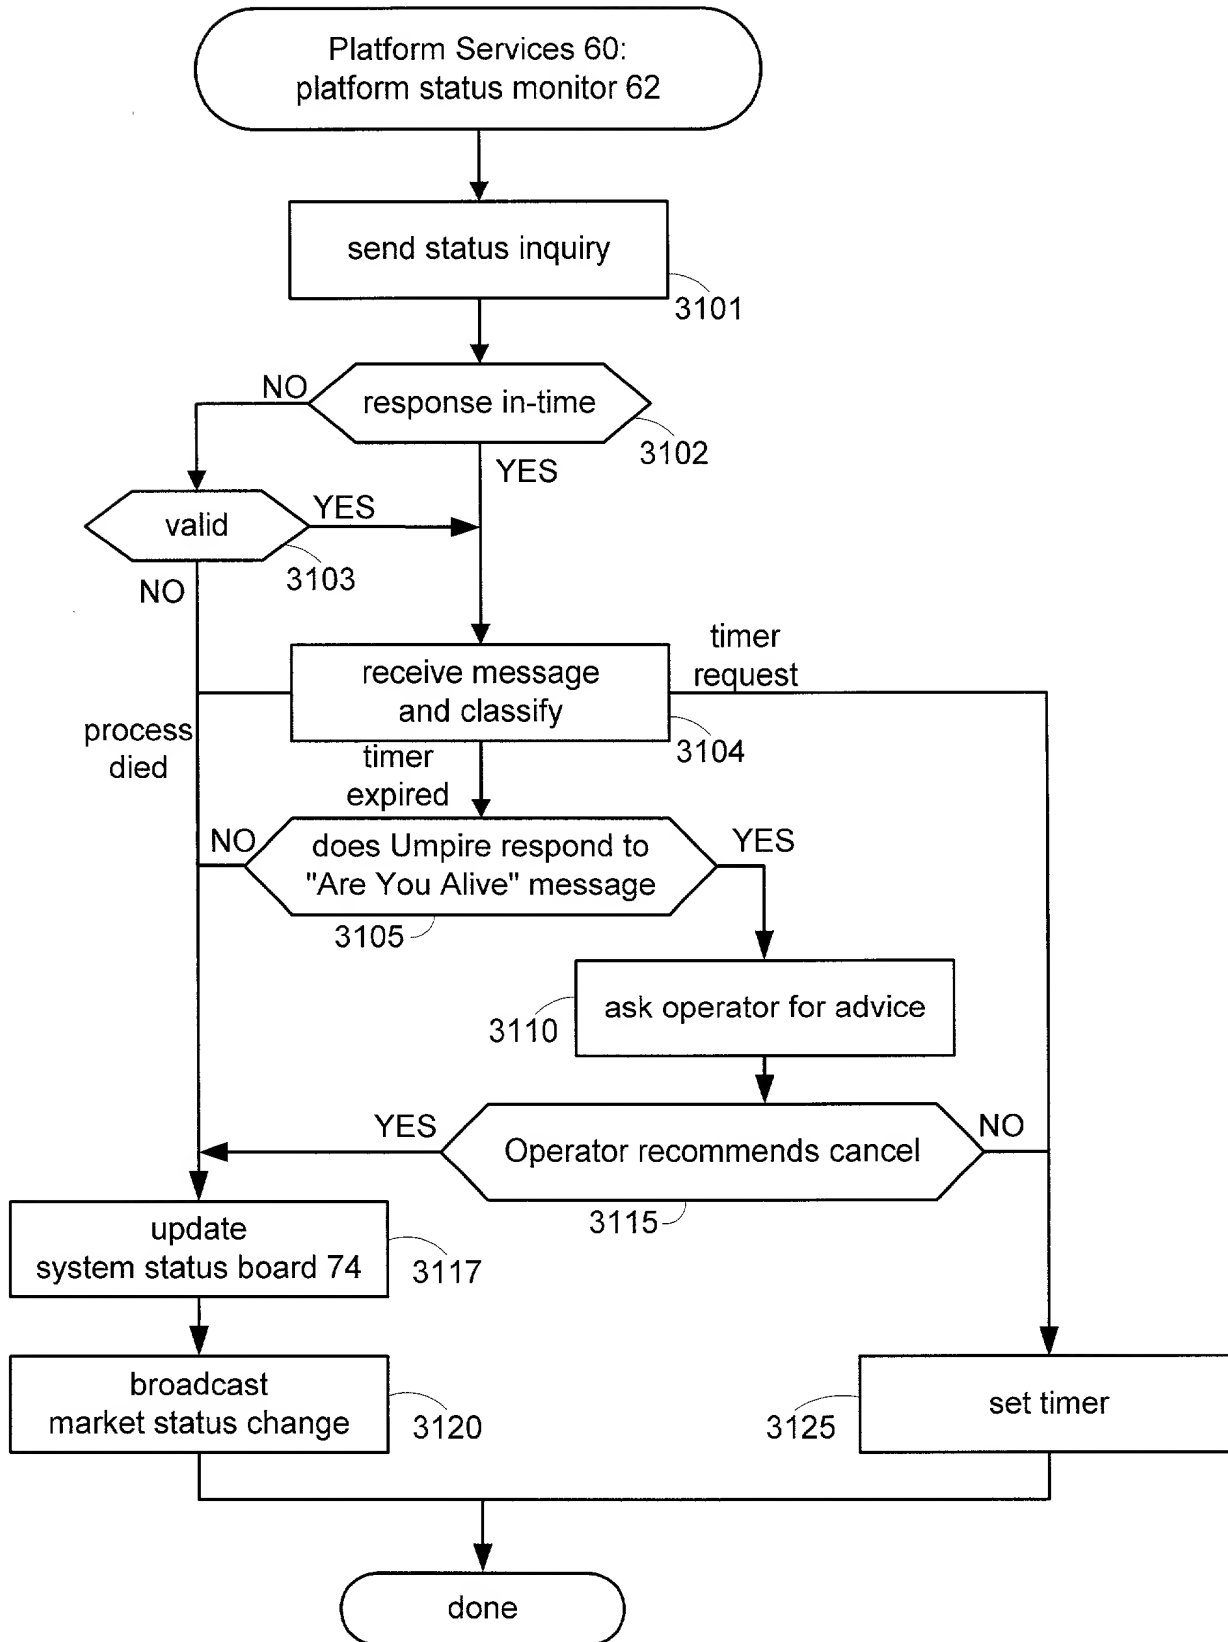 Platform Services 60:
platform status monitor 62
send status inquiry
3101
NO
response in-time
3102
YES
valid
YES
3103
NO
timer
request
receive message
and classify
3104
process
died
timer
expired
NO
does Umpire respond to
"Are You Alive" message
YES
3105
ask operator for advice
3110
YES
Operator recommends cancel
NO
3115
update
system status board 74
3117
broadcast
market status change
3120
set timer
3125
done